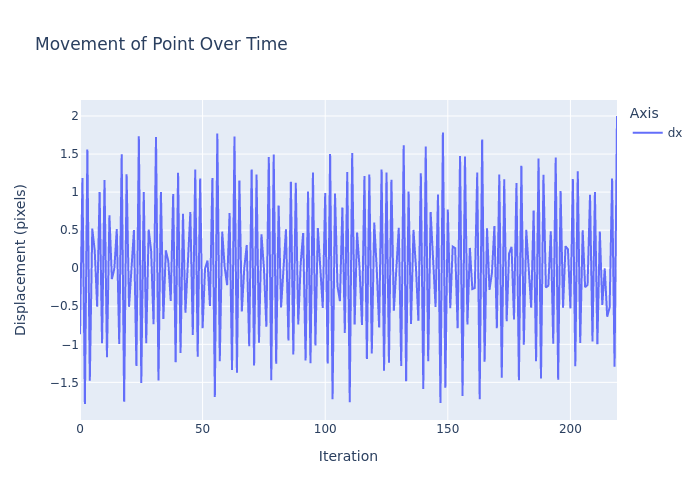 Movement of Point Over Time
Axis
dx
2
1.5
1
0.5
0
−0.5
−1
−1.5
0
50
100
150
200
Displacement (pixels)
Iteration